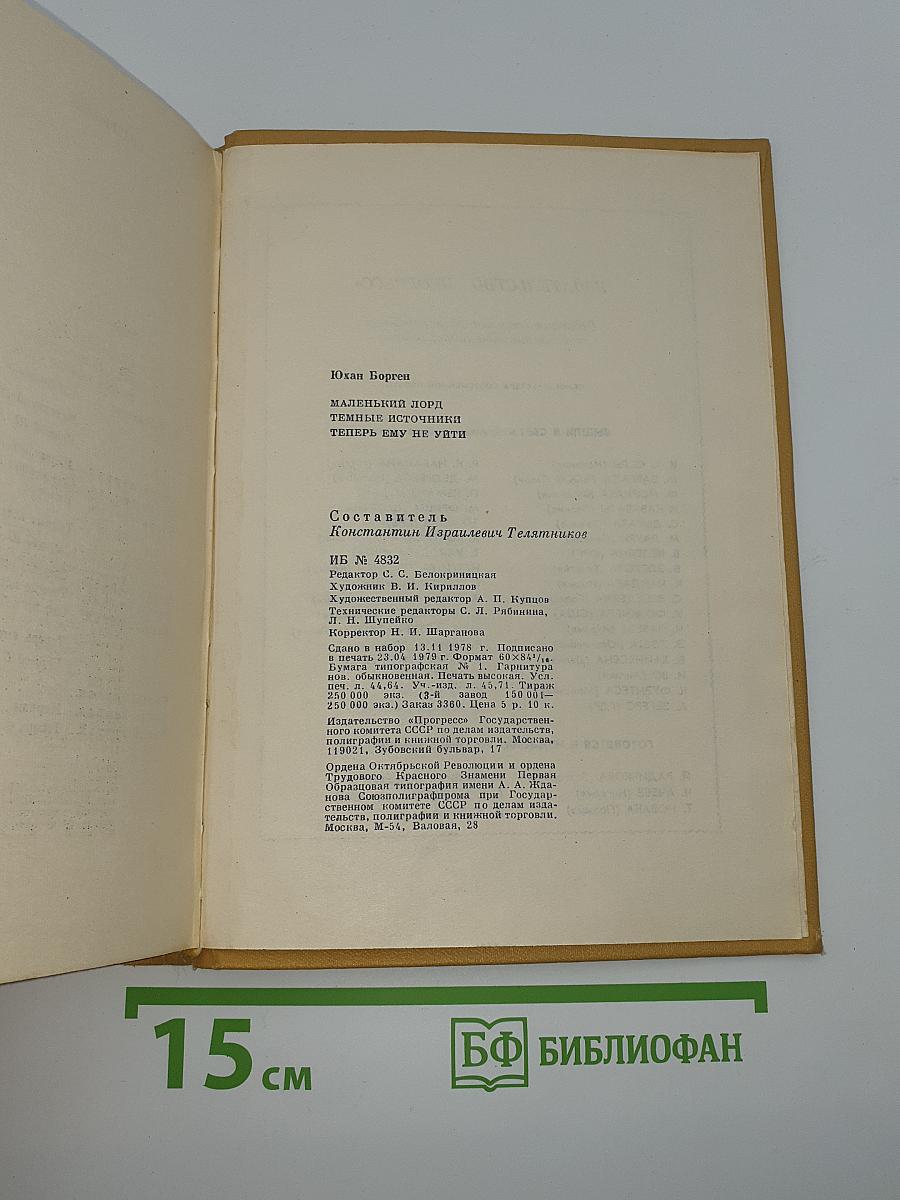 Юхан Борген
МАЛЕНЬКИЙ ЛОРД
ТЕМНЫЕ ИСТОЧНИКИ
ТЕПЕРЬ ЕМУ НЕ УЙТИ
Составитель
Константин Израилевич Телятников
ИБ № 4832
Редактор С. С. Белокриницкая
Художник В. И. Кириллов
Художественный редактор А. П. Купцов
Технические редакторы С. Л. Рябинина,
Л. Н. Шупейко
Корректор Н. И. Шарганова
Сдано в набор 13.11 1978 г. Подписано
в печать 23.04 1979 г. Формат 60×84¹/₁₆.
Бумага типографская № 1. Гарнитура
нов. обыкновенная. Печать высокая. Усл.
печ. л. 44,64. Уч.-изд. л. 45,71. Тираж
250 000 экз. (3-й завод 150 001—
250 000 экз.) Заказ 3360. Цена 5 р. 10 к.
Издательство «Прогресс» Государствен-
ного комитета СССР по делам издательств,
полиграфии и книжной торговли. Москва,
119021, Зубовский бульвар, 17
Ордена Октябрьской Революции и ордена
Трудового Красного Знамени Первая
Образцовая типография имени А. А. Жда-
нова Союзполиграфпрома при Государ-
ственном комитете СССР по делам изда-
тельств, полиграфии и книжной торговли.
Москва, М-54, Валовая, 28
15 см
БФ БИБЛИОФАН